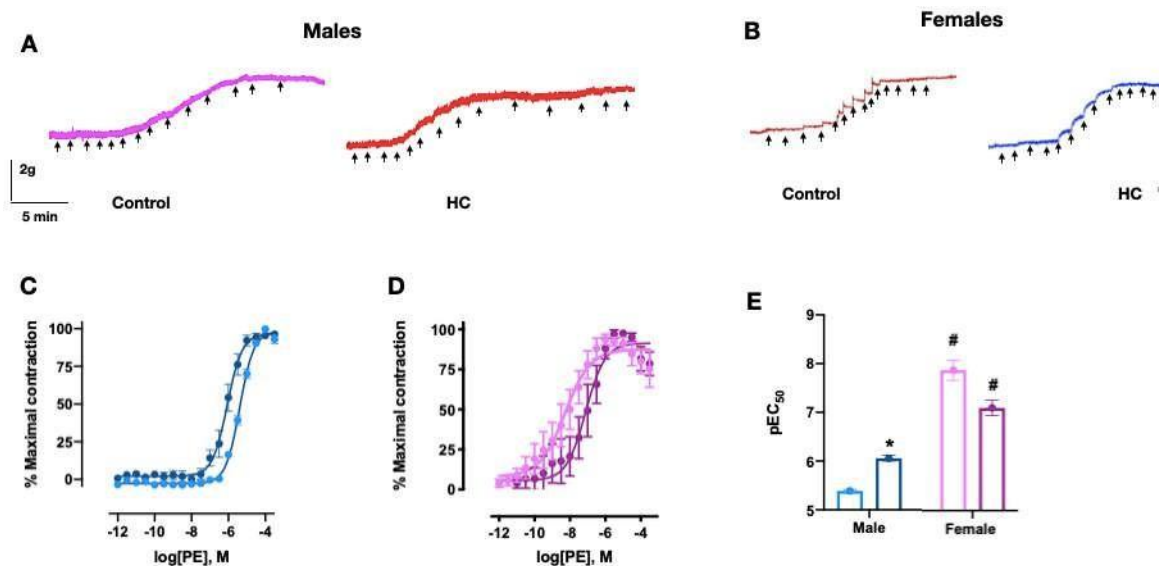 Males
Females
A
B
2g
5 min
Control
HC
Control
HC
C
D
E
% Maximal contraction
100
75
50
25
0
-12 -10 -8 -6 -4
log[PE], M
% Maximal contraction
100
75
50
25
0
-12 -10 -8 -6 -4
log[PE], M
pEC50
9
8
7
6
5
*
#
#
Male Female